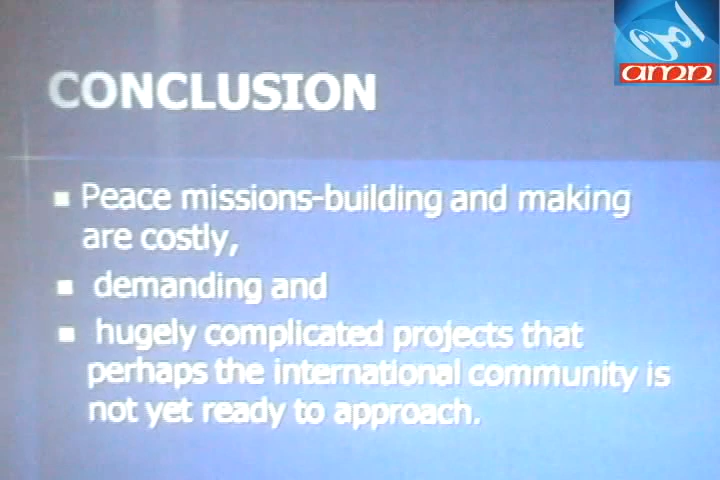 amn
CONCLUSION
▪ Peace missions-building and making
are costly,
▪ demanding and
▪ hugely complicated projects that
perhaps the international community is
not yet ready to approach.